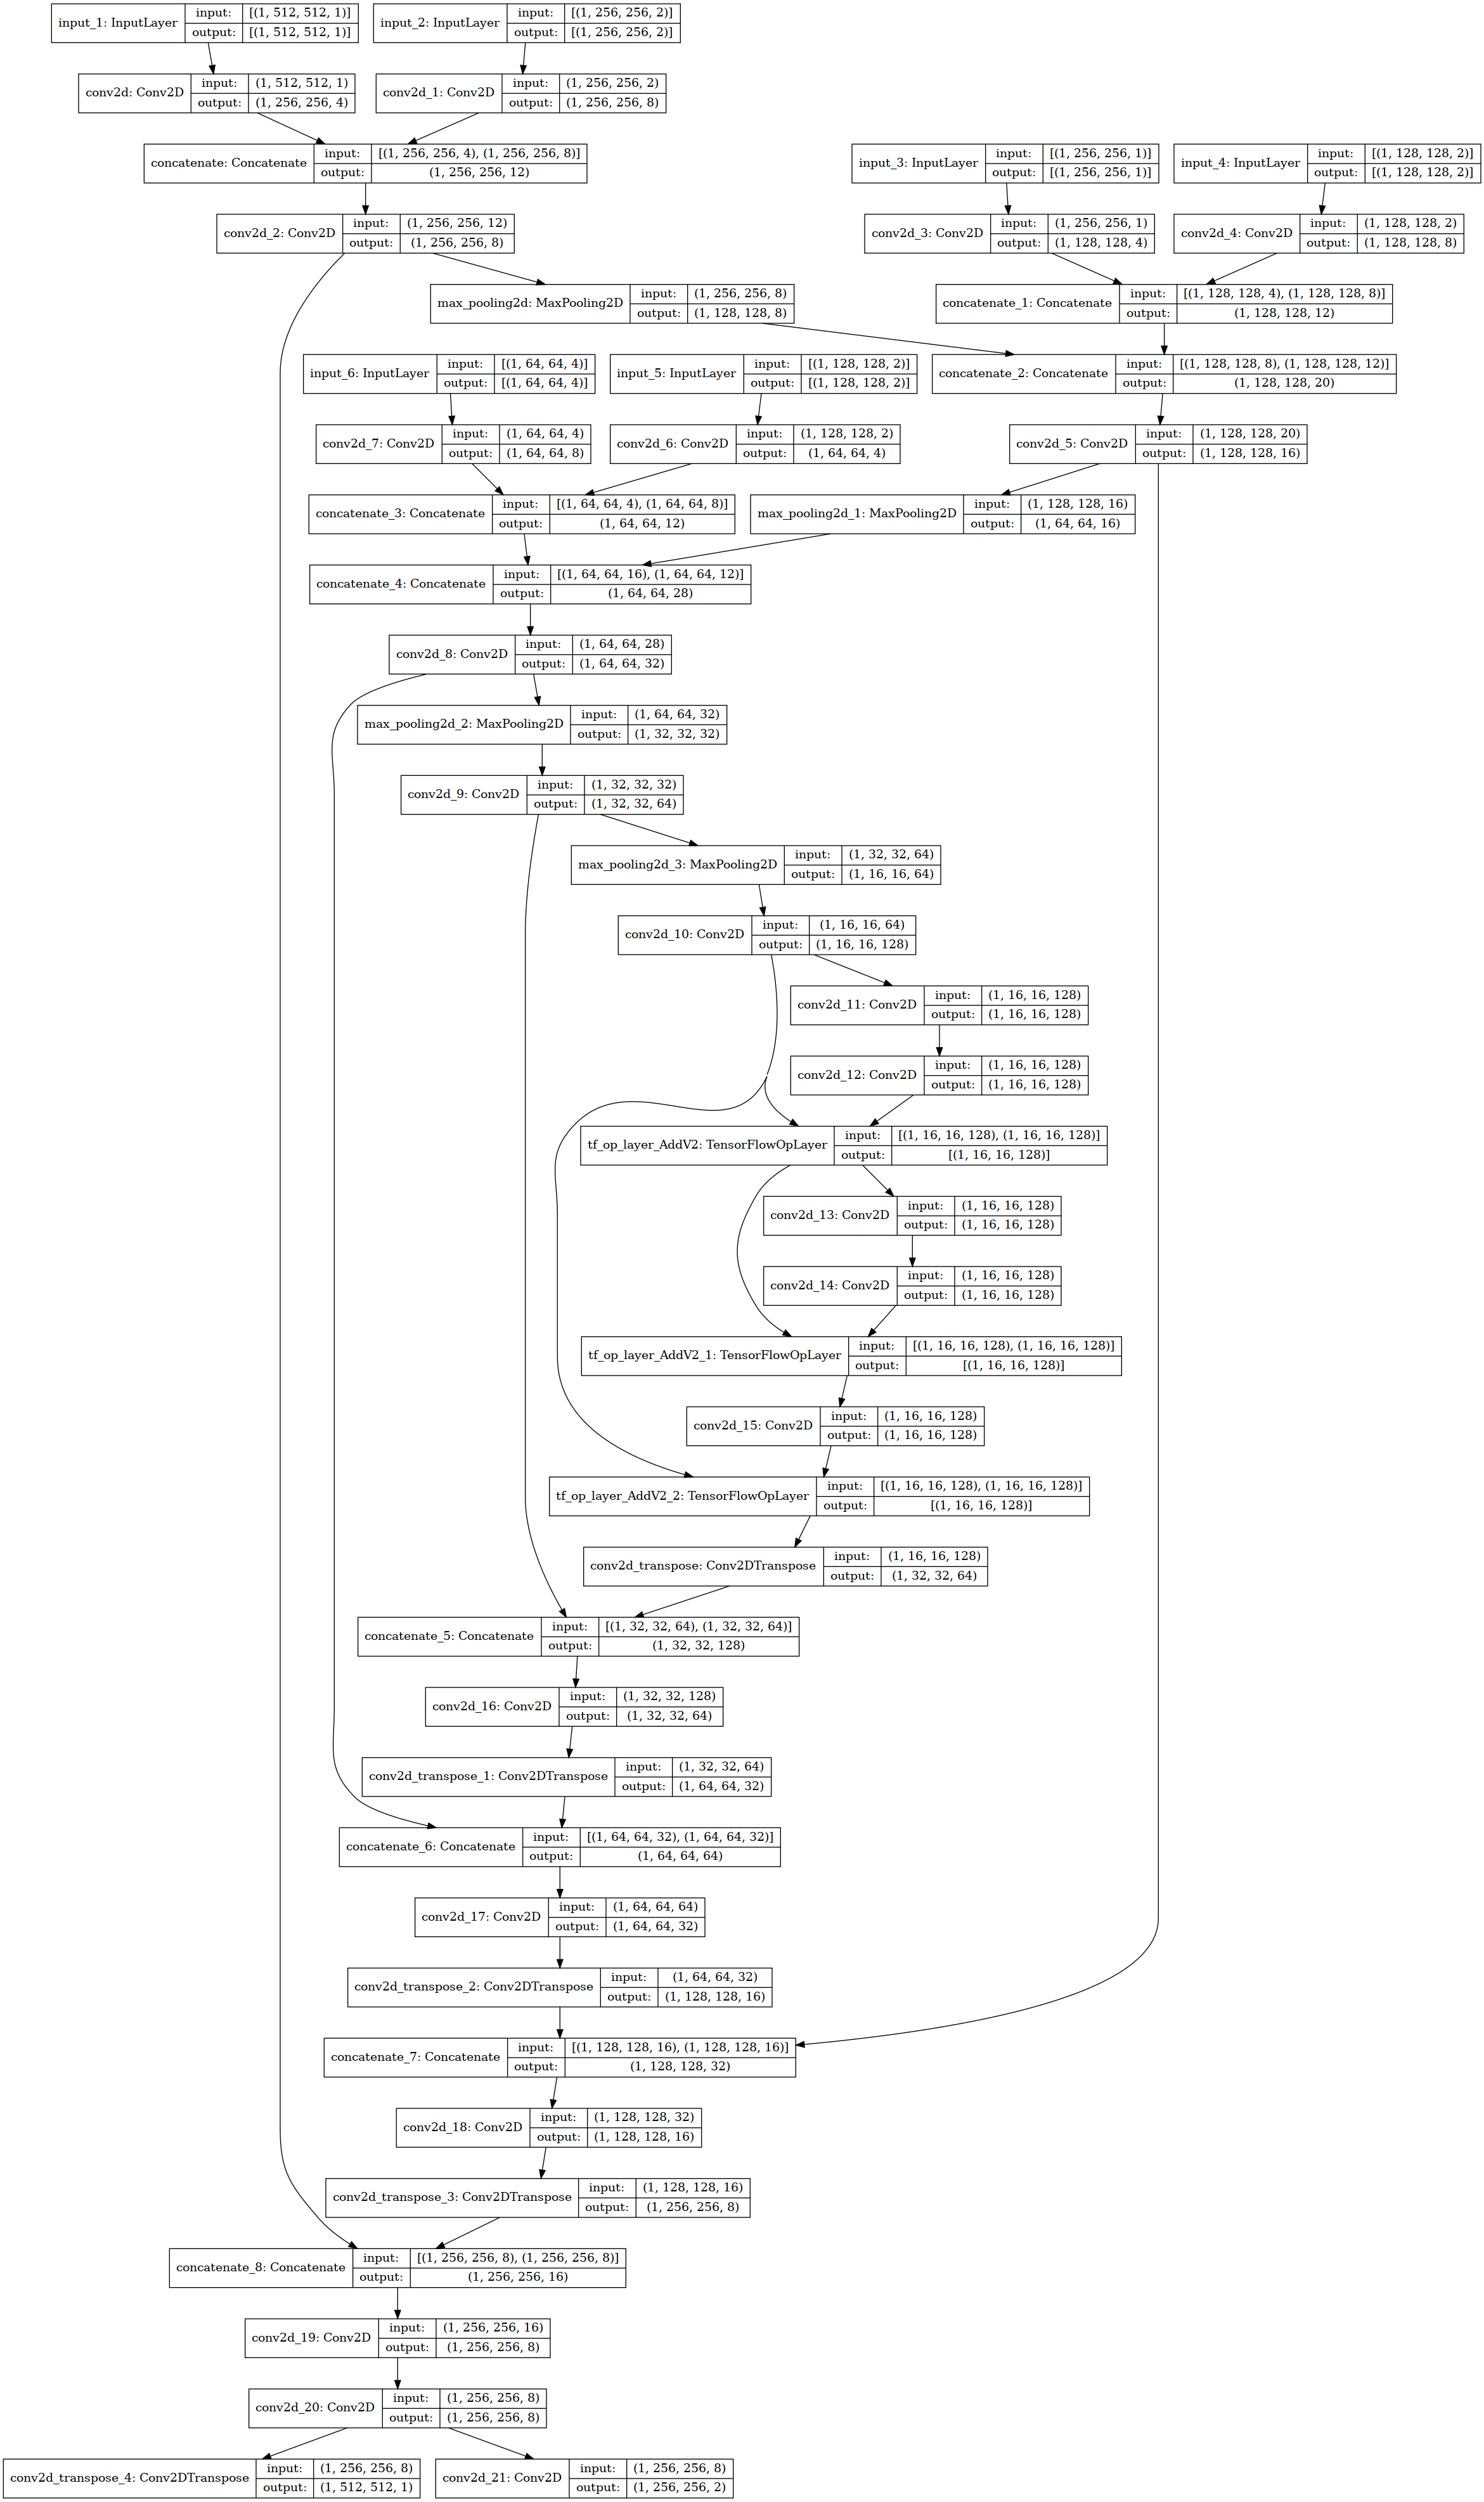 input_1: InputLayer input: [(1, 512, 512, 1)] output: [(1, 512, 512, 1)]
input_2: InputLayer input: [(1, 256, 256, 2)] output: [(1, 256, 256, 2)]
conv2d: Conv2D input: (1, 512, 512, 1) output: (1, 256, 256, 4)
conv2d_1: Conv2D input: (1, 256, 256, 2) output: (1, 256, 256, 8)
concatenate: Concatenate input: [(1, 256, 256, 4), (1, 256, 256, 8)] output: (1, 256, 256, 12)
input_3: InputLayer input: [(1, 256, 256, 1)] output: [(1, 256, 256, 1)]
input_4: InputLayer input: [(1, 128, 128, 2)] output: [(1, 128, 128, 2)]
conv2d_2: Conv2D input: (1, 256, 256, 12) output: (1, 256, 256, 8)
conv2d_3: Conv2D input: (1, 256, 256, 1) output: (1, 128, 128, 4)
conv2d_4: Conv2D input: (1, 128, 128, 2) output: (1, 128, 128, 8)
max_pooling2d: MaxPooling2D input: (1, 256, 256, 8) output: (1, 128, 128, 8)
concatenate_1: Concatenate input: [(1, 128, 128, 4), (1, 128, 128, 8)] output: (1, 128, 128, 12)
input_6: InputLayer input: [(1, 64, 64, 4)] output: [(1, 64, 64, 4)]
input_5: InputLayer input: [(1, 128, 128, 2)] output: [(1, 128, 128, 2)]
concatenate_2: Concatenate input: [(1, 128, 128, 8), (1, 128, 128, 12)] output: (1, 128, 128, 20)
conv2d_7: Conv2D input: (1, 64, 64, 4) output: (1, 64, 64, 8)
conv2d_6: Conv2D input: (1, 128, 128, 2) output: (1, 64, 64, 4)
conv2d_5: Conv2D input: (1, 128, 128, 20) output: (1, 128, 128, 16)
concatenate_3: Concatenate input: [(1, 64, 64, 4), (1, 64, 64, 8)] output: (1, 64, 64, 12)
max_pooling2d_1: MaxPooling2D input: (1, 128, 128, 16) output: (1, 64, 64, 16)
concatenate_4: Concatenate input: [(1, 64, 64, 16), (1, 64, 64, 12)] output: (1, 64, 64, 28)
conv2d_8: Conv2D input: (1, 64, 64, 28) output: (1, 64, 64, 32)
max_pooling2d_2: MaxPooling2D input: (1, 64, 64, 32) output: (1, 32, 32, 32)
conv2d_9: Conv2D input: (1, 32, 32, 32) output: (1, 32, 32, 64)
max_pooling2d_3: MaxPooling2D input: (1, 32, 32, 64) output: (1, 16, 16, 64)
conv2d_10: Conv2D input: (1, 16, 16, 64) output: (1, 16, 16, 128)
conv2d_11: Conv2D input: (1, 16, 16, 128) output: (1, 16, 16, 128)
conv2d_12: Conv2D input: (1, 16, 16, 128) output: (1, 16, 16, 128)
tf_op_layer_AddV2: TensorFlowOpLayer input: [(1, 16, 16, 128), (1, 16, 16, 128)] output: [(1, 16, 16, 128)]
conv2d_13: Conv2D input: (1, 16, 16, 128) output: (1, 16, 16, 128)
conv2d_14: Conv2D input: (1, 16, 16, 128) output: (1, 16, 16, 128)
tf_op_layer_AddV2_1: TensorFlowOpLayer input: [(1, 16, 16, 128), (1, 16, 16, 128)] output: [(1, 16, 16, 128)]
conv2d_15: Conv2D input: (1, 16, 16, 128) output: (1, 16, 16, 128)
tf_op_layer_AddV2_2: TensorFlowOpLayer input: [(1, 16, 16, 128), (1, 16, 16, 128)] output: [(1, 16, 16, 128)]
conv2d_transpose: Conv2DTranspose input: (1, 16, 16, 128) output: (1, 32, 32, 64)
concatenate_5: Concatenate input: [(1, 32, 32, 64), (1, 32, 32, 64)] output: (1, 32, 32, 128)
conv2d_16: Conv2D input: (1, 32, 32, 128) output: (1, 32, 32, 64)
conv2d_transpose_1: Conv2DTranspose input: (1, 32, 32, 64) output: (1, 64, 64, 32)
concatenate_6: Concatenate input: [(1, 64, 64, 32), (1, 64, 64, 32)] output: (1, 64, 64, 64)
conv2d_17: Conv2D input: (1, 64, 64, 64) output: (1, 64, 64, 32)
conv2d_transpose_2: Conv2DTranspose input: (1, 64, 64, 32) output: (1, 128, 128, 16)
concatenate_7: Concatenate input: [(1, 128, 128, 16), (1, 128, 128, 16)] output: (1, 128, 128, 32)
conv2d_18: Conv2D input: (1, 128, 128, 32) output: (1, 128, 128, 16)
conv2d_transpose_3: Conv2DTranspose input: (1, 128, 128, 16) output: (1, 256, 256, 8)
concatenate_8: Concatenate input: [(1, 256, 256, 8), (1, 256, 256, 8)] output: (1, 256, 256, 16)
conv2d_19: Conv2D input: (1, 256, 256, 16) output: (1, 256, 256, 8)
conv2d_20: Conv2D input: (1, 256, 256, 8) output: (1, 256, 256, 8)
conv2d_transpose_4: Conv2DTranspose input: (1, 256, 256, 8) output: (1, 512, 512, 1)
conv2d_21: Conv2D input: (1, 256, 256, 8) output: (1, 256, 256, 2)